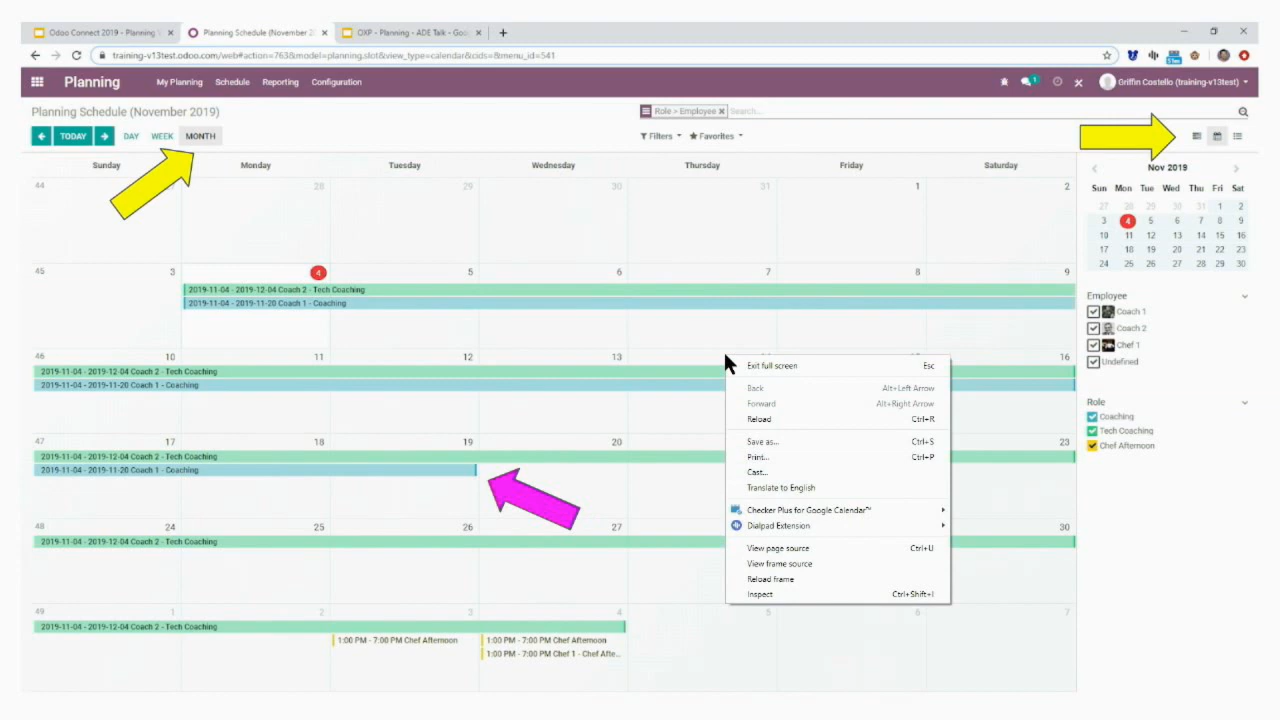 Odoo Connect 2019 - Planning
Planning Schedule (November 2
OXP - Planning - ADE Talk - Goo
training-v13test.odoo.com/web#action=763&model=planning.slot&view_type=calendar&cids=&menu_id=541
Planning My Planning Schedule Reporting Configuration
1 Griffin Costello (training-v13test)
Planning Schedule (November 2019)
Role > Employee Search...
TODAY DAY WEEK MONTH
Filters Favorites
Sunday Monday Tuesday Wednesday Thursday Friday Saturday
44 28 29 30 31 1 2
45 3 4 5 6 7 8 9
2019-11-04 - 2019-12-04 Coach 2 - Tech Coaching
2019-11-04 - 2019-11-20 Coach 1 - Coaching
46 10 11 12 13 16
2019-11-04 - 2019-12-04 Coach 2 - Tech Coaching
2019-11-04 - 2019-11-20 Coach 1 - Coaching
47 17 18 19 20 23
2019-11-04 - 2019-12-04 Coach 2 - Tech Coaching
2019-11-04 - 2019-11-20 Coach 1 - Coaching
48 24 25 26 27 30
2019-11-04 - 2019-12-04 Coach 2 - Tech Coaching
49 1 2 3 4 5 6 7
2019-11-04 - 2019-12-04 Coach 2 - Tech Coaching
1:00 PM - 7:00 PM Chef Afternoon
1:00 PM - 7:00 PM Chef Afternoon
1:00 PM - 7:00 PM Chef 1 - Chef Afte...
Exit full screen Esc
Back Alt+Left Arrow
Forward Alt+Right Arrow
Reload Ctrl+R
Save as... Ctrl+S
Print... Ctrl+P
Cast...
Translate to English
Checker Plus for Google Calendar™
Dialpad Extension
View page source Ctrl+U
View frame source
Reload frame
Inspect Ctrl+Shift+I
Nov 2019
Sun Mon Tue Wed Thu Fri Sat
27 28 29 30 31 1 2
3 4 5 6 7 8 9
10 11 12 13 14 15 16
17 18 19 20 21 22 23
24 25 26 27 28 29 30
Employee
Coach 1
Coach 2
Chef 1
Undefined
Role
Coaching
Tech Coaching
Chef Afternoon